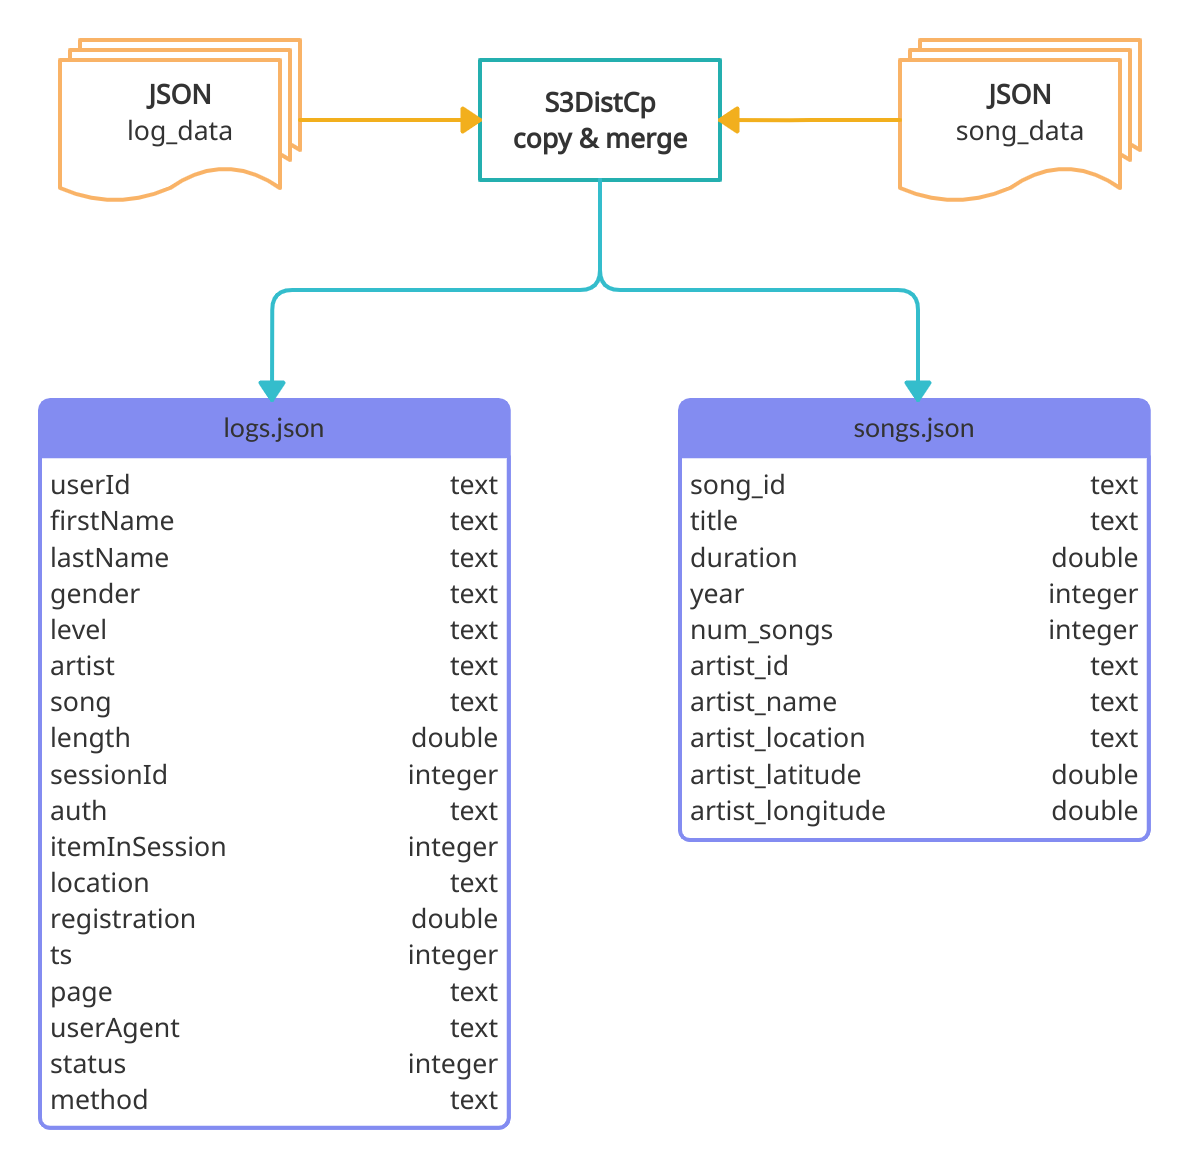 JSON
log_data
S3DistCp
copy & merge
JSON
song_data
logs.json
userId text
firstName text
lastName text
gender text
level text
artist text
song text
length double
sessionId integer
auth text
itemInSession integer
location text
registration double
ts integer
page text
userAgent text
status integer
method text
songs.json
song_id text
title text
duration double
year integer
num_songs integer
artist_id text
artist_name text
artist_location text
artist_latitude double
artist_longitude double